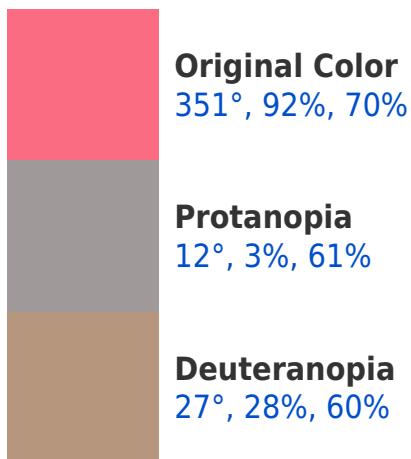 Original Color
351°, 92%, 70%
Protanopia
12°, 3%, 61%
Deuteranopia
27°, 28%, 60%